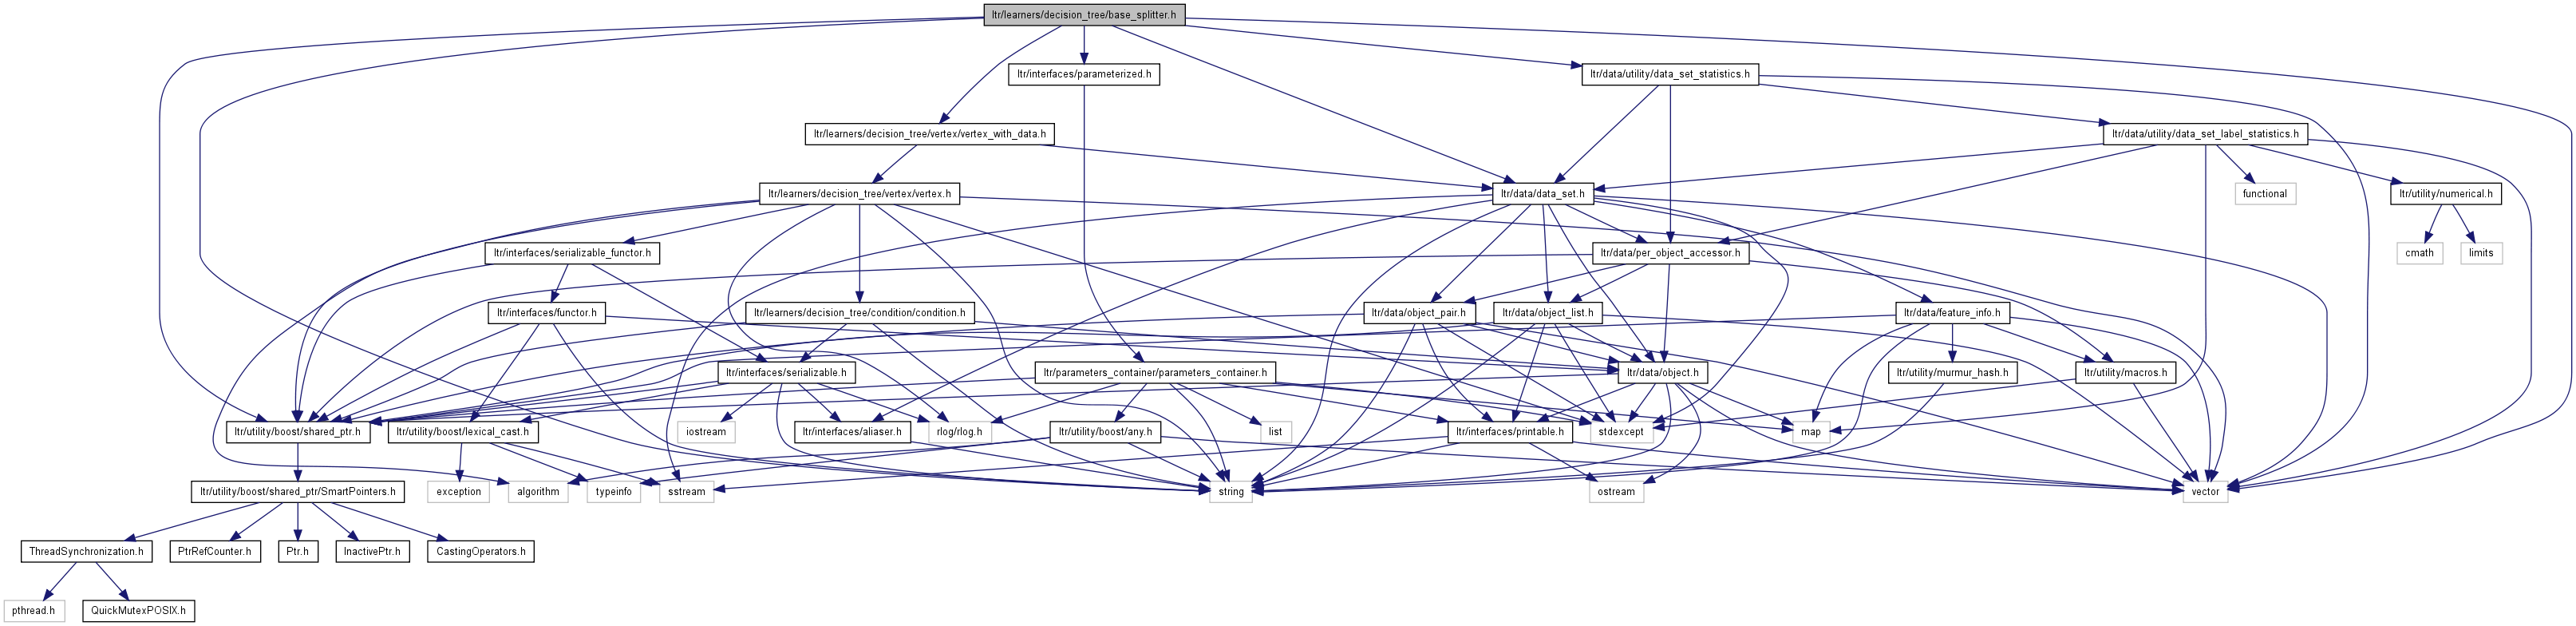 ltr/learners/decision_tree/base_splitter.h
ltr/interfaces/parameterized.h
ltr/data/utility/data_set_statistics.h
ltr/learners/decision_tree/vertex/vertex_with_data.h
ltr/data/utility/data_set_label_statistics.h
ltr/learners/decision_tree/vertex/vertex.h
ltr/data/data_set.h
functional
ltr/utility/numerical.h
ltr/interfaces/serializable_functor.h
ltr/data/per_object_accessor.h
cmath
limits
ltr/interfaces/functor.h
ltr/learners/decision_tree/condition/condition.h
ltr/data/object_pair.h
ltr/data/object_list.h
ltr/data/feature_info.h
ltr/interfaces/serializable.h
ltr/parameters_container/parameters_container.h
ltr/data/object.h
ltr/utility/murmur_hash.h
ltr/utility/macros.h
ltr/utility/boost/shared_ptr.h
ltr/utility/boost/lexical_cast.h
iostream
ltr/interfaces/aliaser.h
rlog/rlog.h
ltr/utility/boost/any.h
list
ltr/interfaces/printable.h
stdexcept
map
ltr/utility/boost/shared_ptr/SmartPointers.h
exception
algorithm
typeinfo
sstream
string
ostream
vector
ThreadSynchronization.h
PtrRefCounter.h
Ptr.h
InactivePtr.h
CastingOperators.h
pthread.h
QuickMutexPOSIX.h